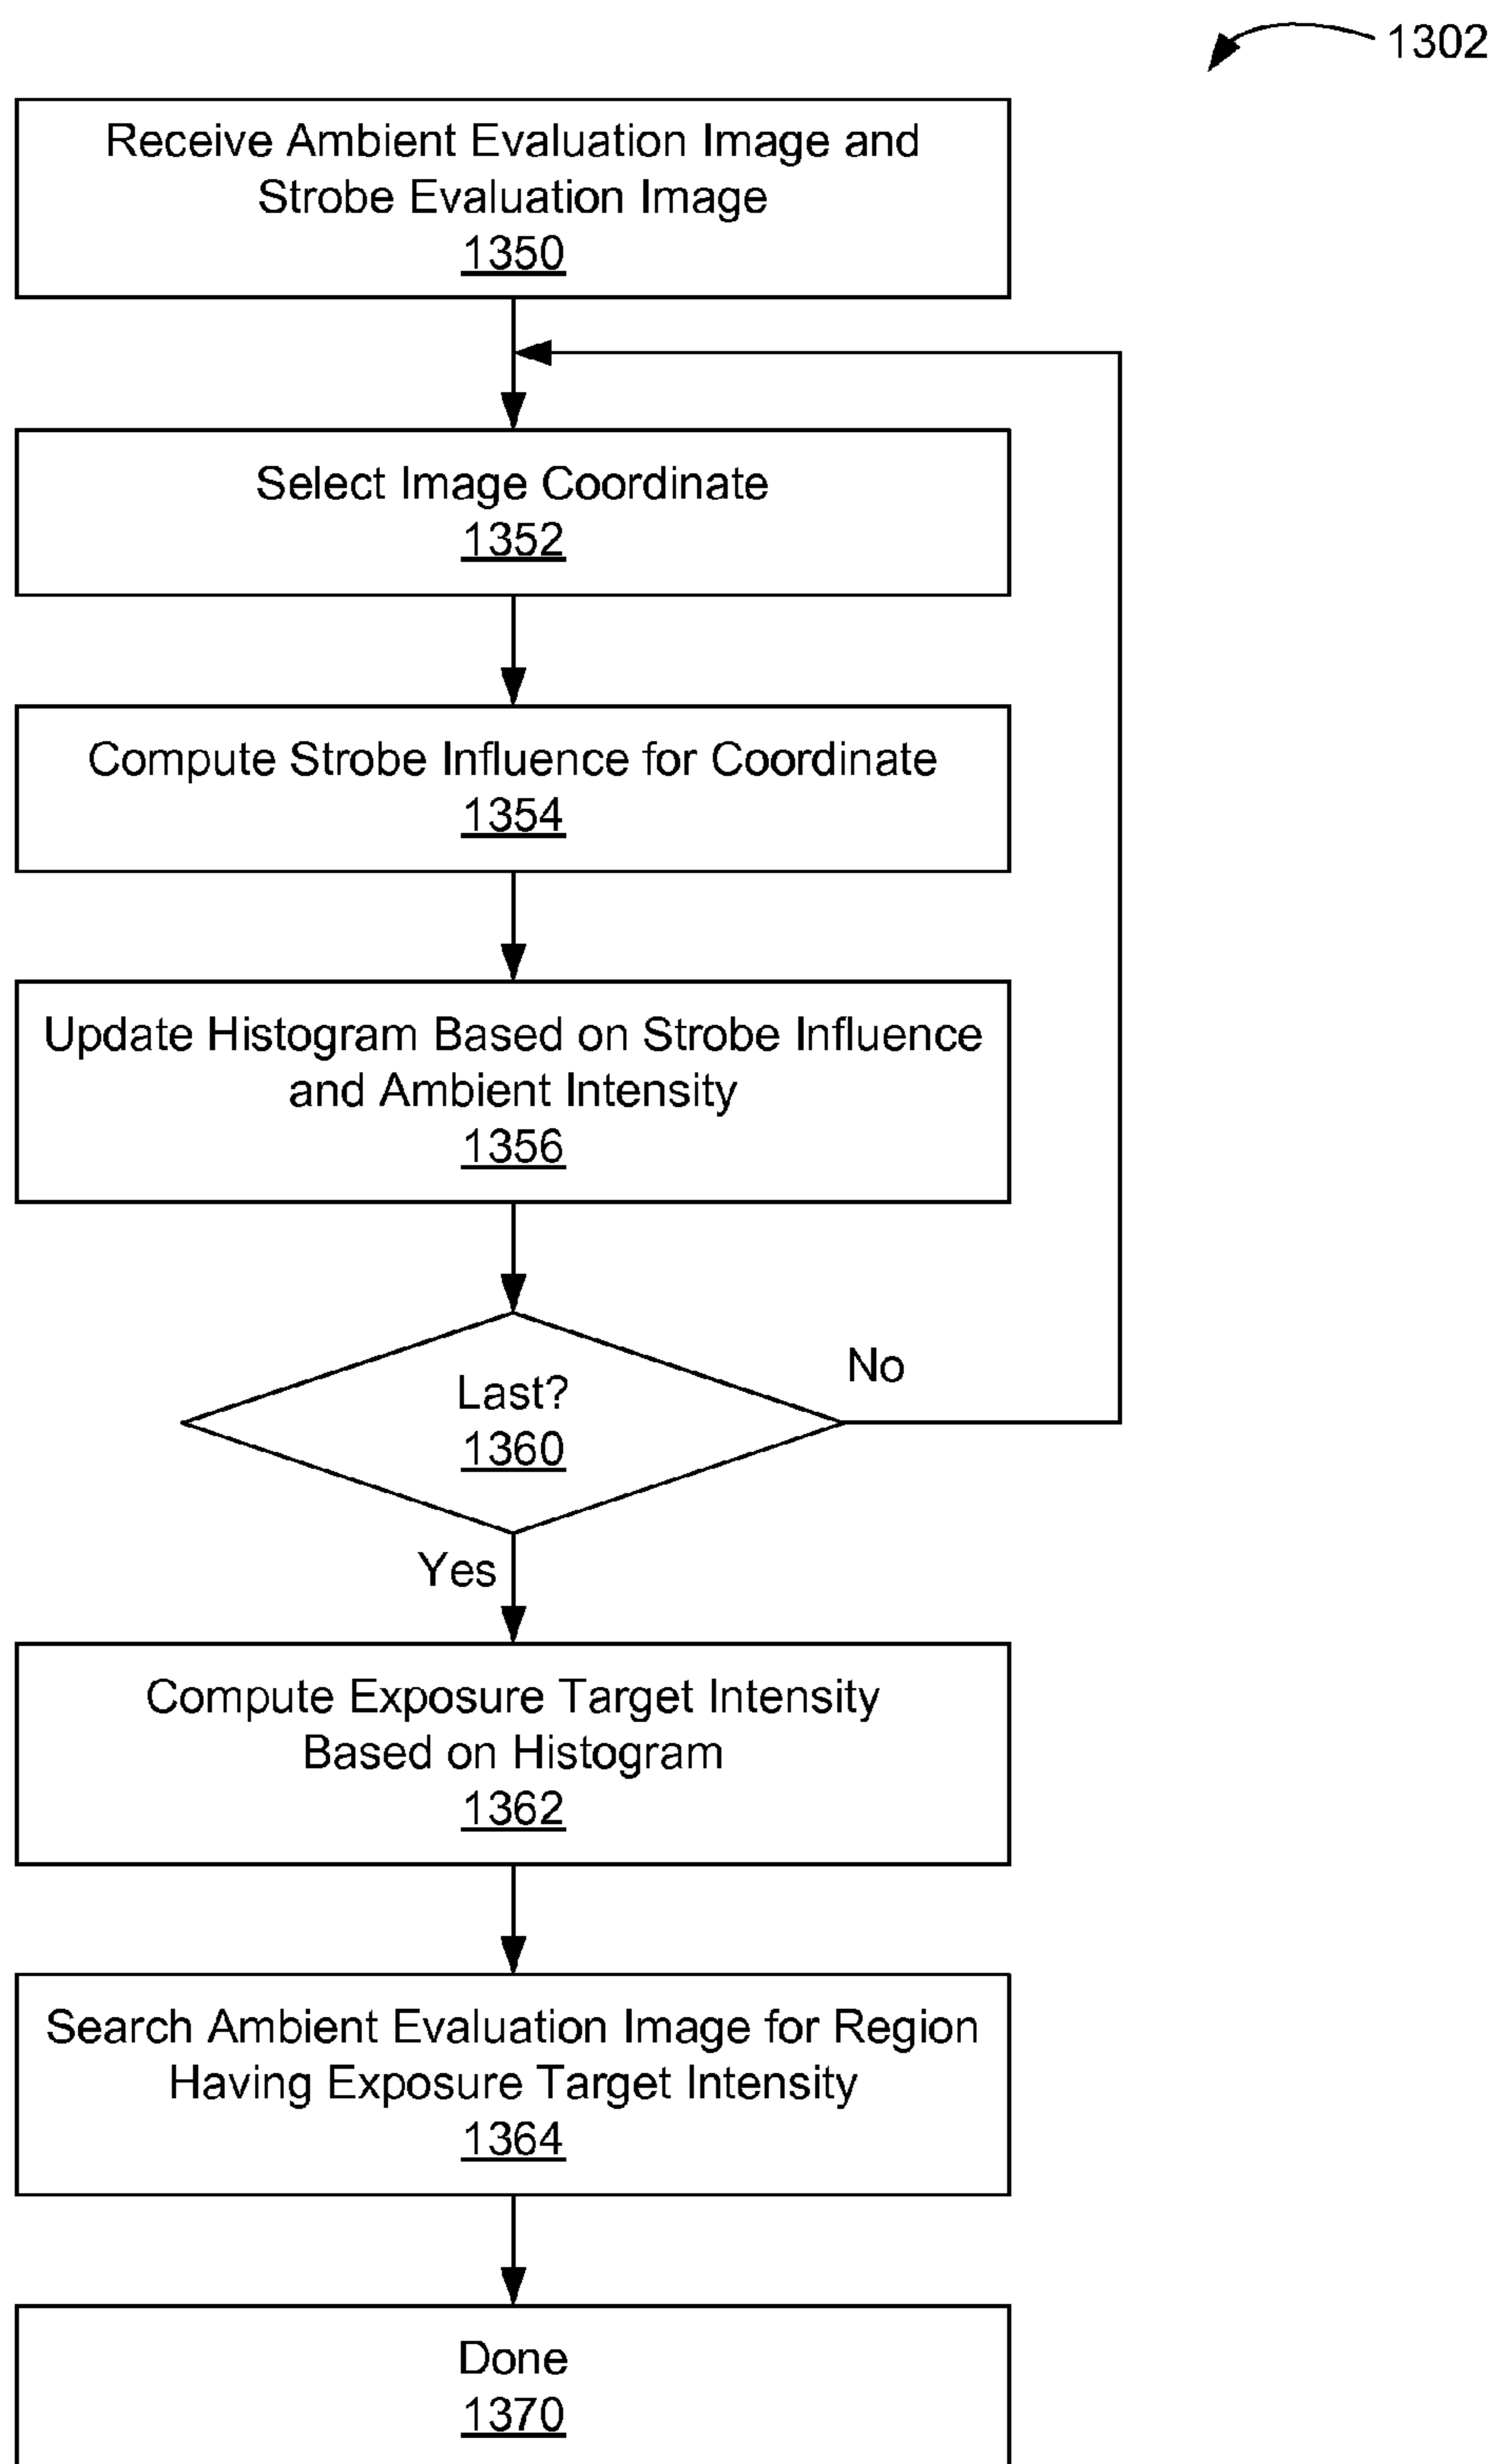 1302
Receive Ambient Evaluation Image and
Strobe Evaluation Image
1350
Select Image Coordinate
1352
Compute Strobe Influence for Coordinate
1354
Update Histogram Based on Strobe Influence
and Ambient Intensity
1356
No
Last?
1360
Yes
Compute Exposure Target Intensity
Based on Histogram
1362
Search Ambient Evaluation Image for Region
Having Exposure Target Intensity
1364
Done
1370